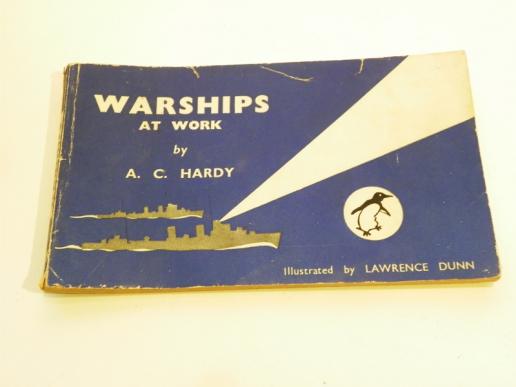 WARSHIPS
AT WORK
by
A. C. HARDY
Illustrated by LAWRENCE DUNN